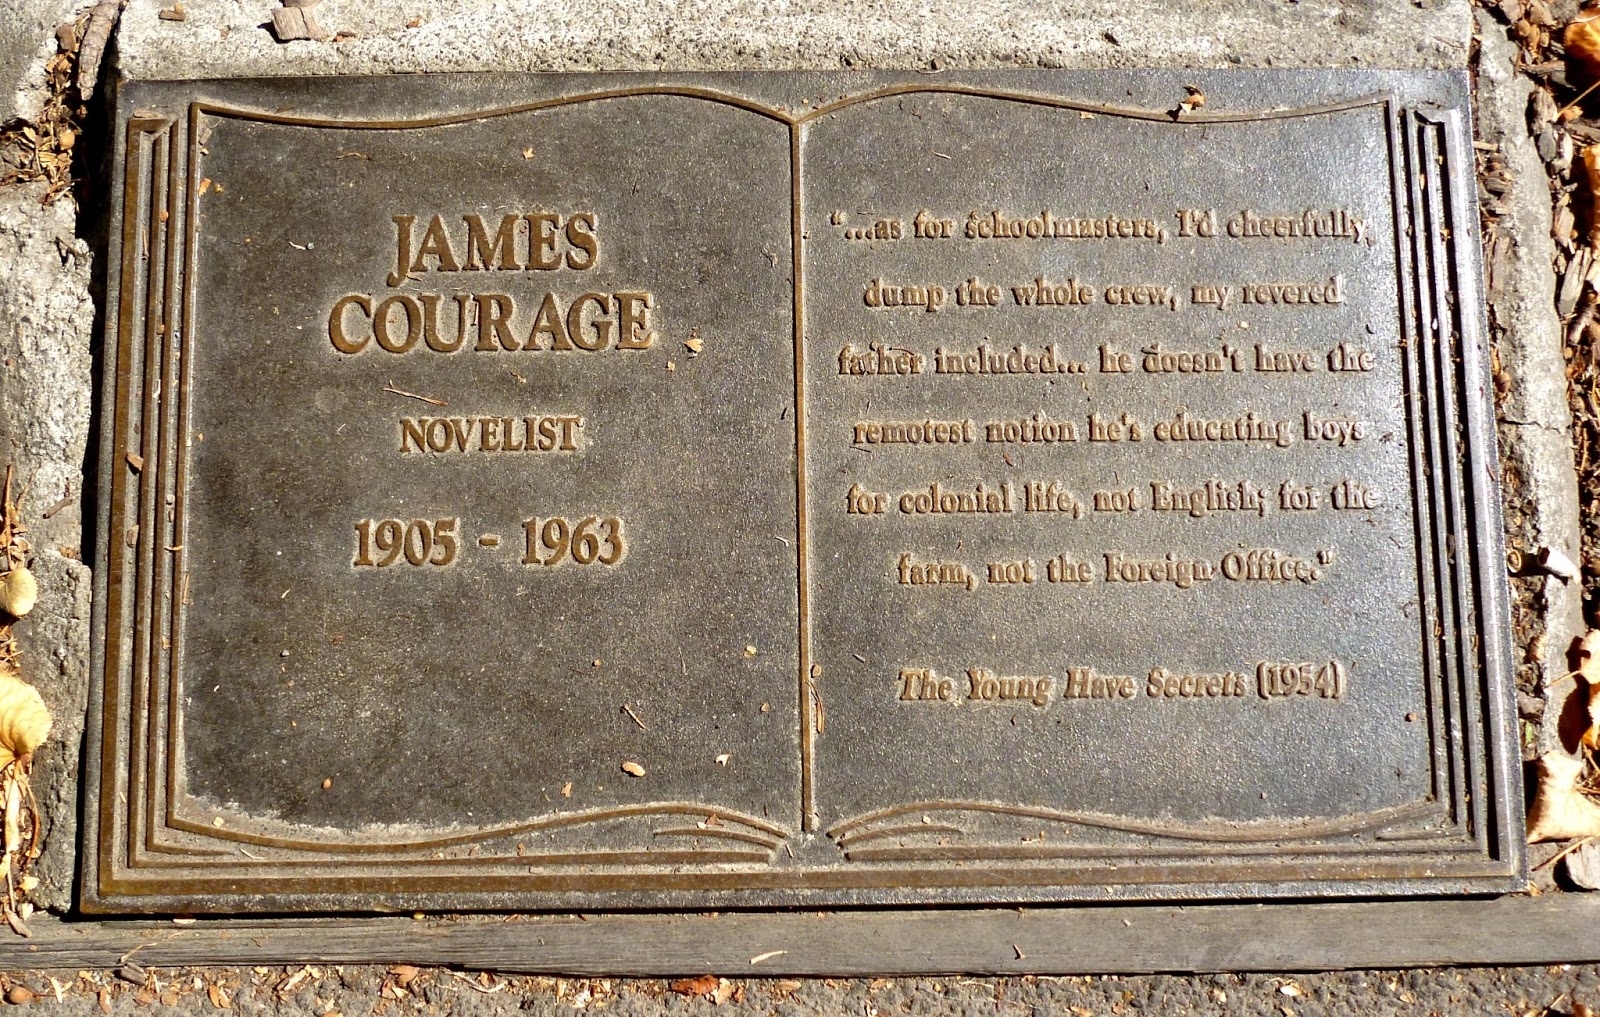 JAMES
COURAGE
NOVELIST
1905 - 1963
"...as for schoolmasters, I'd cheerfully
dump the whole crew, my revered
father included... he doesn't have the
remotest notion he's educating boys
for colonial life, not English; for the
farm, not the Foreign Office."
The Young Have Secrets (1954)